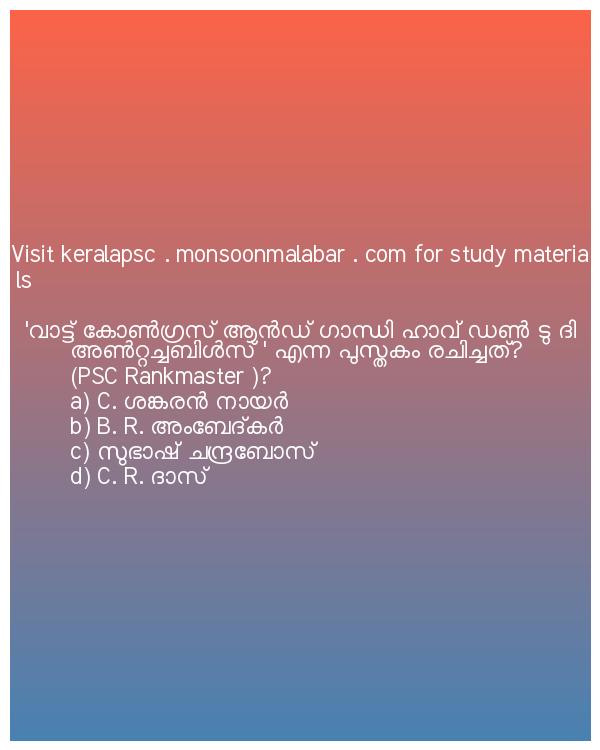 Visit keralapsc . monsoonmalabar . com for study materia
ls
'വാട്ട് കോൺഗ്രസ് ആൻഡ് ഗാന്ധി ഹാവ് ഡൺ ടു ദി
അൺറ്റച്ചബിൾസ് ' എന്ന പുസ്തകം രചിച്ചത്?
(PSC Rankmaster )?
a) C. ശങ്കരൻ നായർ
b) B. R. അംബേദ്കർ
c) സുഭാഷ് ചന്ദ്രബോസ്
d) C. R. ദാസ്